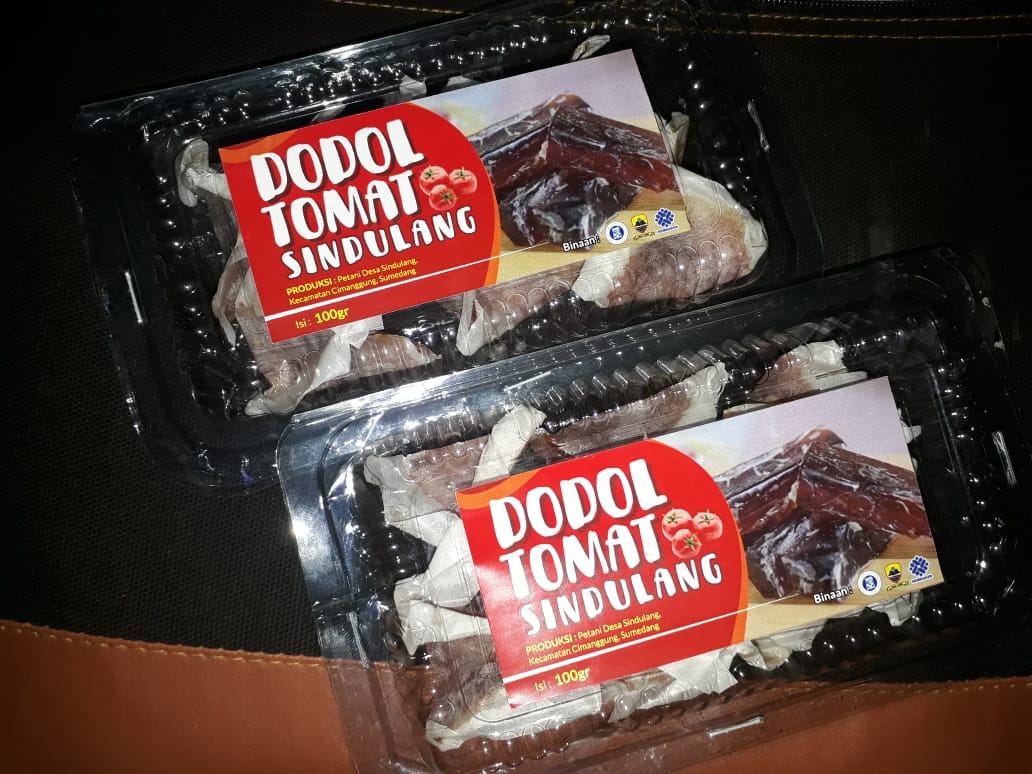 DODOL
TOMAT
SINDULANG
PRODUKSI : Petani Desa Sindulang,
Kecamatan Cimanggung, Sumedang
Isi : 100gr
Binaan :
DODOL
TOMAT
SINDULANG
PRODUKSI : Petani Desa Sindulang,
Kecamatan Cimanggung, Sumedang
Isi : 100gr
Binaan :